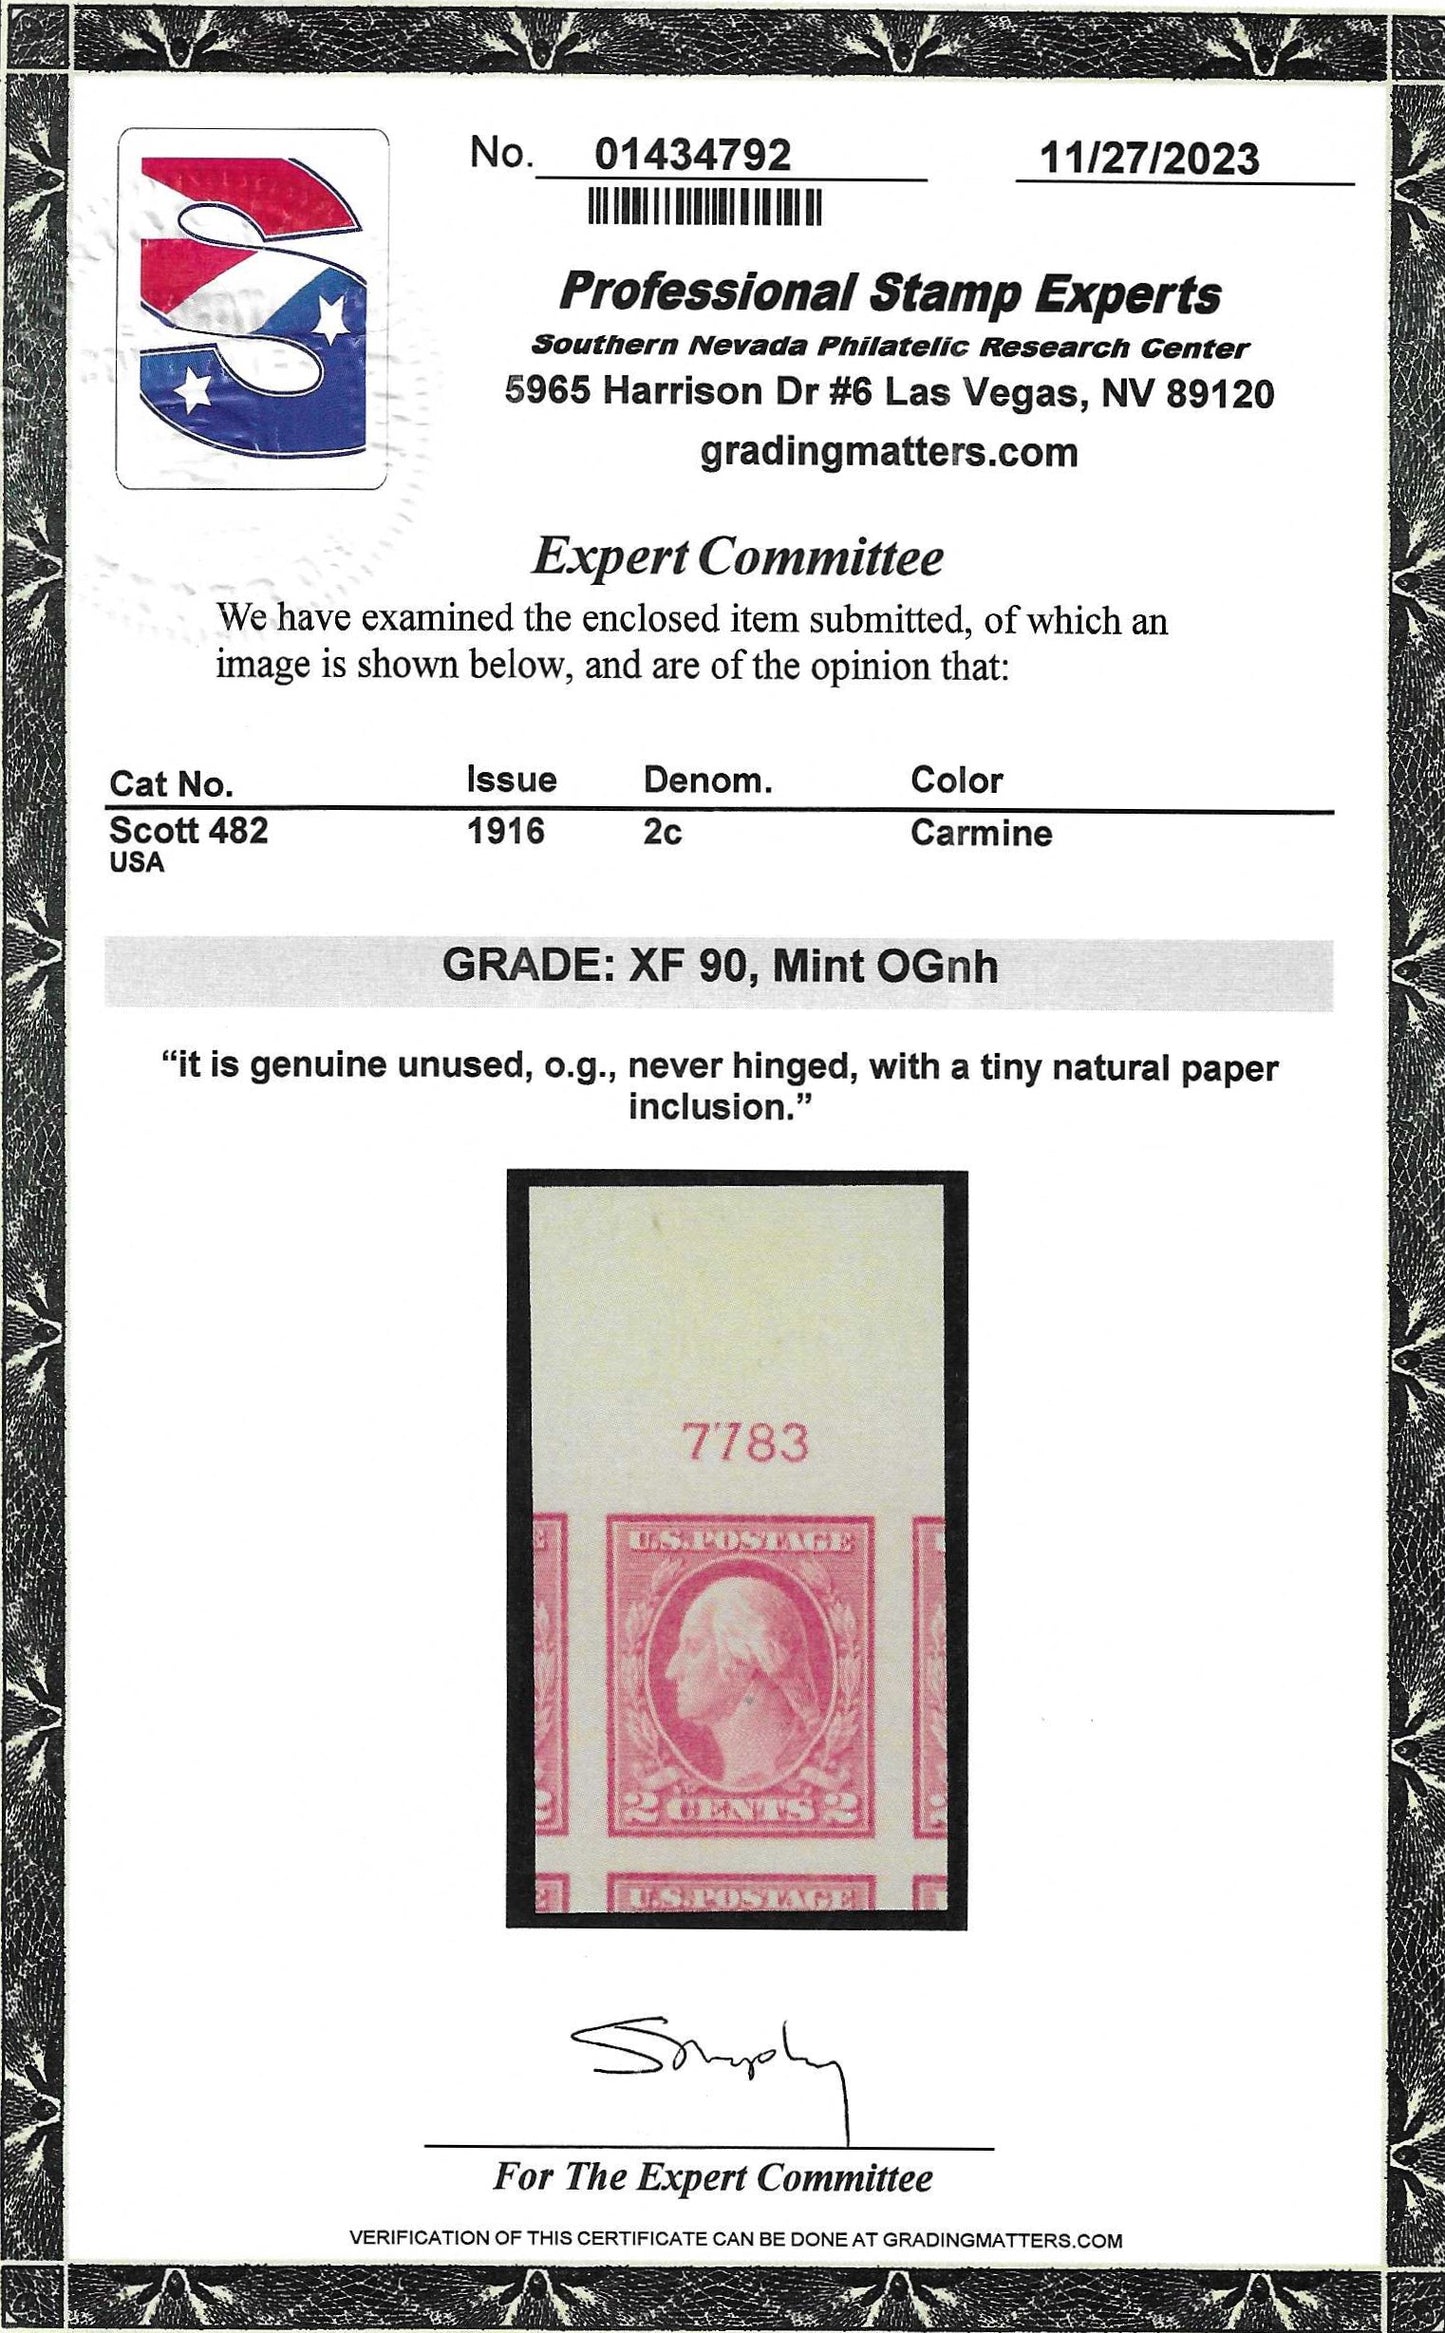 No. 01434792 11/27/2023
Professional Stamp Experts
Southern Nevada Philatelic Research Center
5965 Harrison Dr #6 Las Vegas, NV 89120
gradingmatters.com
Expert Committee
We have examined the enclosed item submitted, of which an
image is shown below, and are of the opinion that:
Cat No. Issue Denom. Color
Scott 482 1916 2c Carmine
USA
GRADE: XF 90, Mint OGnh
“it is genuine unused, o.g., never hinged, with a tiny natural paper
inclusion.”
7783
U.S.POSTAGE
2 CENTS 2
U.S.POSTAGE
For The Expert Committee
VERIFICATION OF THIS CERTIFICATE CAN BE DONE AT GRADINGMATTERS.COM